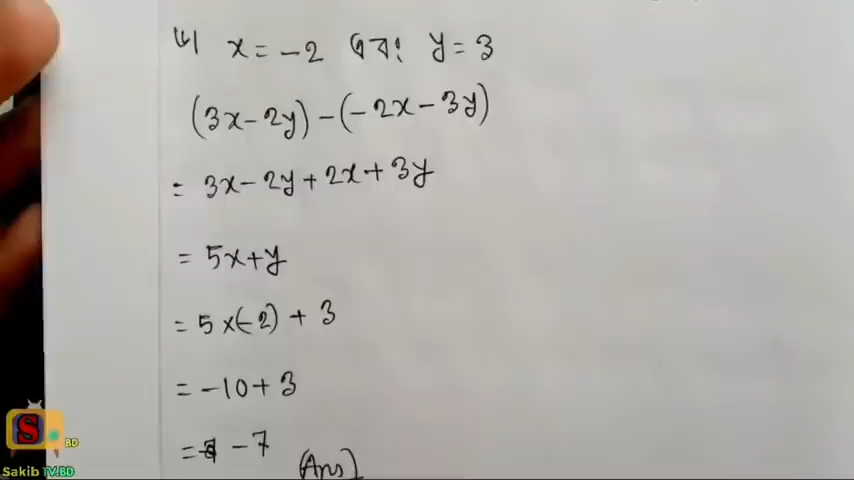 x = -2 এবং y = 3
(3x - 2y) - (-2x - 3y)
= 3x - 2y + 2x + 3y
= 5x + y
= 5 x (-2) + 3
= -10 + 3
= -7 (Ans)
S BD
Sakib TV.BD